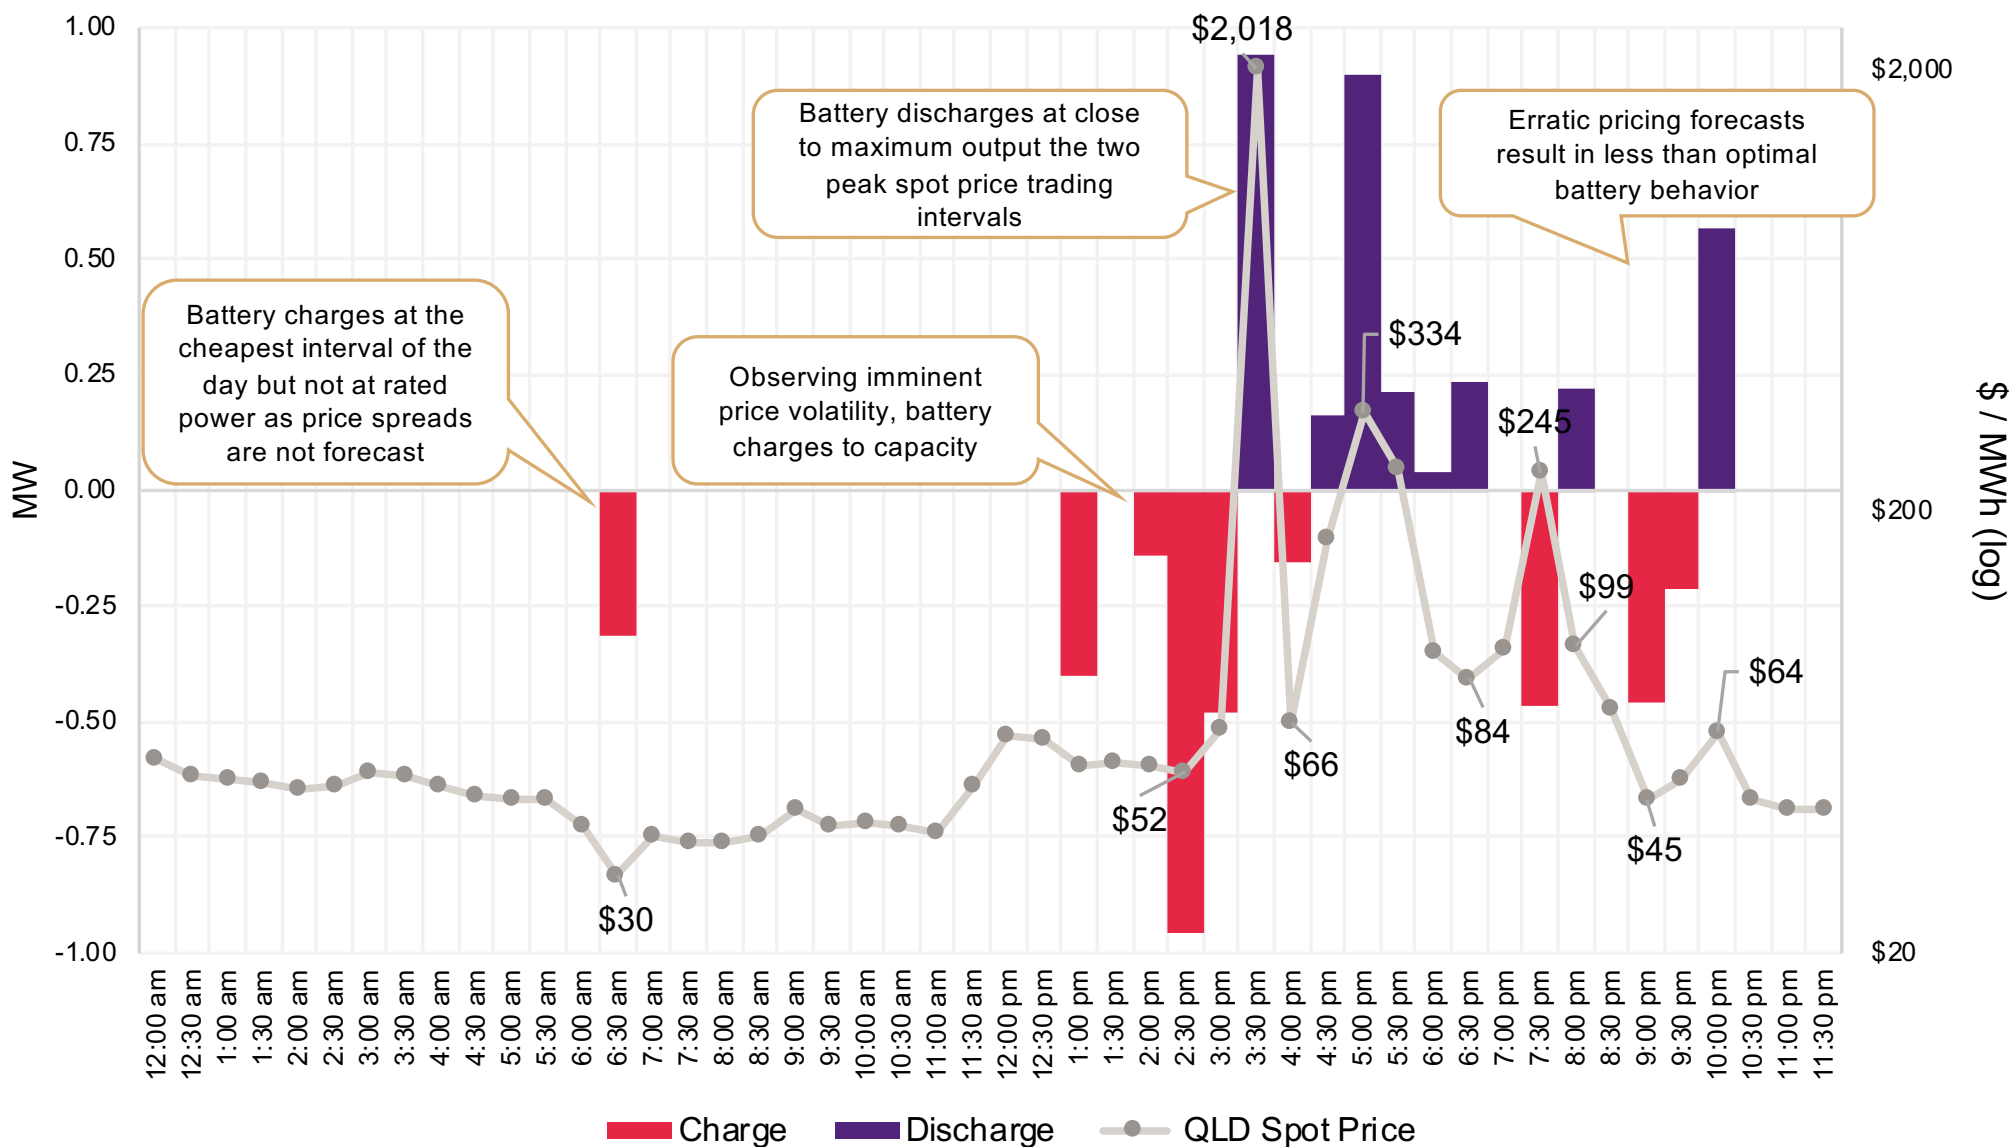 1.00
0.75
0.50
0.25
0.00
-0.25
-0.50
-0.75
-1.00
MW
$2,000
$200
$20
$ / MWh (log)
Battery charges at the
cheapest interval of the
day but not at rated
power as price spreads
are not forecast
Observing imminent
price volatility, battery
charges to capacity
Battery discharges at close
to maximum output the two
peak spot price trading
intervals
Erratic pricing forecasts
result in less than optimal
battery behavior
$30
$52
$2,018
$66
$334
$84
$245
$99
$45
$64
12:00 am
12:30 am
1:00 am
1:30 am
2:00 am
2:30 am
3:00 am
3:30 am
4:00 am
4:30 am
5:00 am
5:30 am
6:00 am
6:30 am
7:00 am
7:30 am
8:00 am
8:30 am
9:00 am
9:30 am
10:00 am
10:30 am
11:00 am
11:30 am
12:00 pm
12:30 pm
1:00 pm
1:30 pm
2:00 pm
2:30 pm
3:00 pm
3:30 pm
4:00 pm
4:30 pm
5:00 pm
5:30 pm
6:00 pm
6:30 pm
7:00 pm
7:30 pm
8:00 pm
8:30 pm
9:00 pm
9:30 pm
10:00 pm
10:30 pm
11:00 pm
11:30 pm
Charge
Discharge
QLD Spot Price